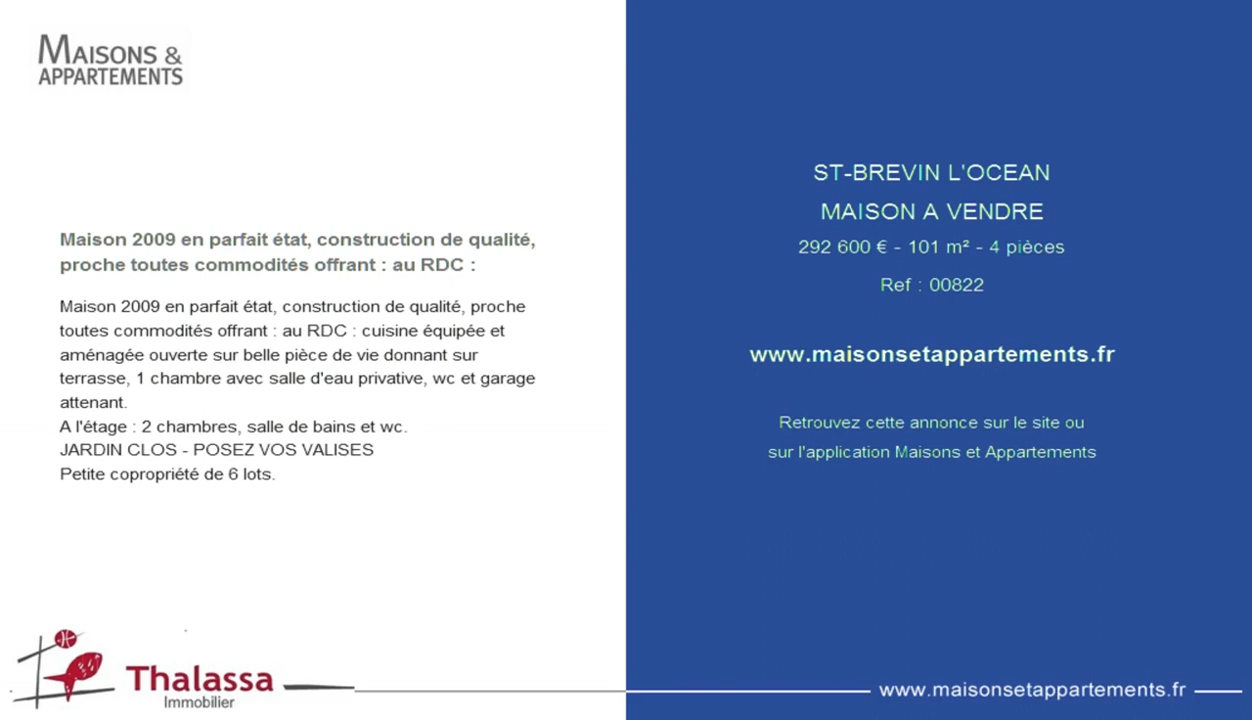 MAISONS &
APPARTEMENTS
Maison 2009 en parfait état, construction de qualité,
proche toutes commodités offrant : au RDC :
Maison 2009 en parfait état, construction de qualité, proche
toutes commodités offrant : au RDC : cuisine équipée et
aménagée ouverte sur belle pièce de vie donnant sur
terrasse, 1 chambre avec salle d'eau privative, wc et garage
attenant.
A l'étage : 2 chambres, salle de bains et wc.
JARDIN CLOS - POSEZ VOS VALISES
Petite copropriété de 6 lots.
Thalassa
Immobilier
ST-BREVIN L'OCEAN
MAISON A VENDRE
292 600 € - 101 m² - 4 pièces
Ref : 00822
www.maisonsetappartements.fr
Retrouvez cette annonce sur le site ou
sur l'application Maisons et Appartements
www.maisonsetappartements.fr